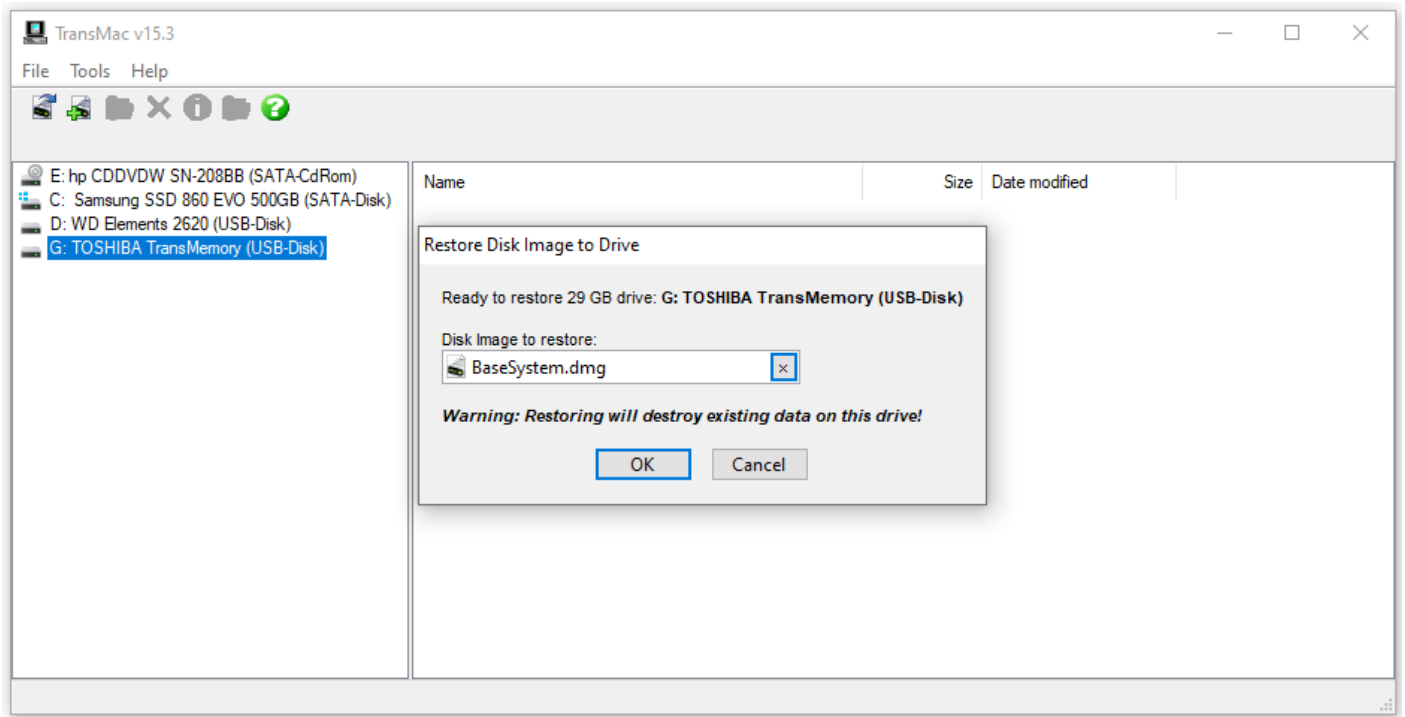 TransMac v15.3
File Tools Help
E: hp CDDVDW SN-208BB (SATA-CdRom)
C: Samsung SSD 860 EVO 500GB (SATA-Disk)
D: WD Elements 2620 (USB-Disk)
G: TOSHIBA TransMemory (USB-Disk)
Name Size Date modified
Restore Disk Image to Drive
Ready to restore 29 GB drive: G: TOSHIBA TransMemory (USB-Disk)
Disk Image to restore:
BaseSystem.dmg
Warning: Restoring will destroy existing data on this drive!
OK Cancel